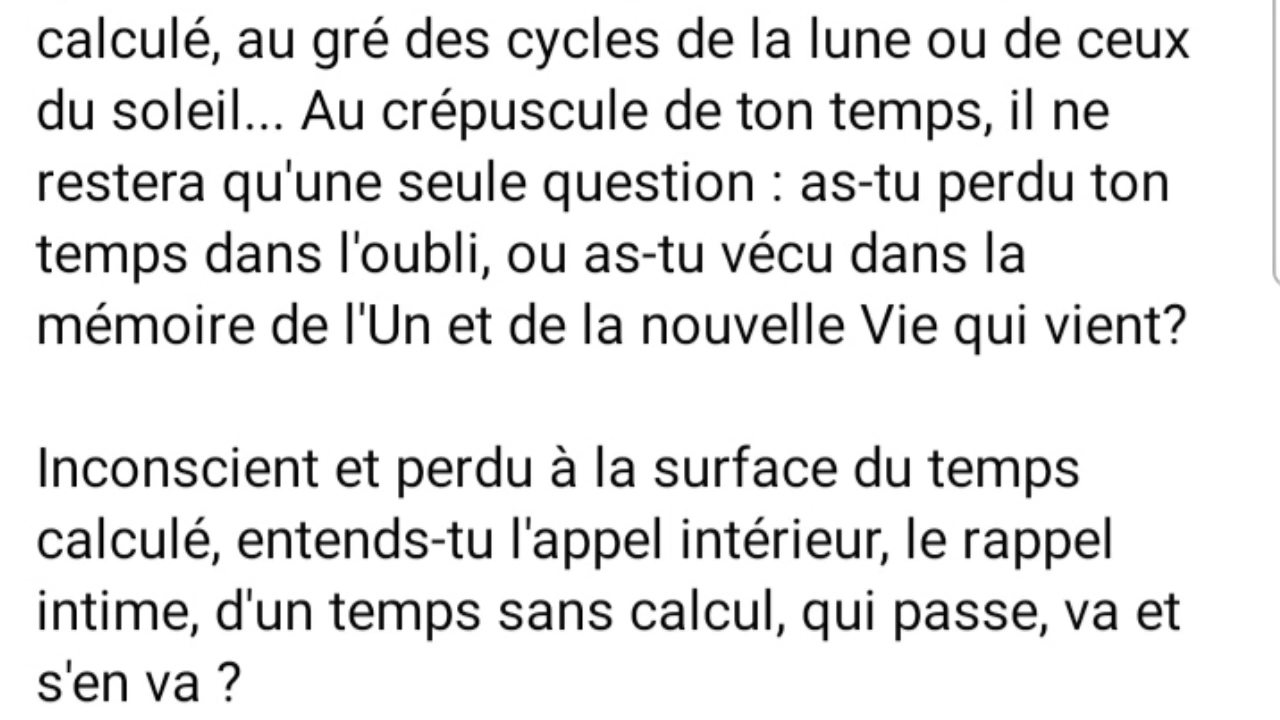 calculé, au gré des cycles de la lune ou de ceux
du soleil... Au crépuscule de ton temps, il ne
restera qu'une seule question : as-tu perdu ton
temps dans l'oubli, ou as-tu vécu dans la
mémoire de l'Un et de la nouvelle Vie qui vient?
Inconscient et perdu à la surface du temps
calculé, entends-tu l'appel intérieur, le rappel
intime, d'un temps sans calcul, qui passe, va et
s'en va ?